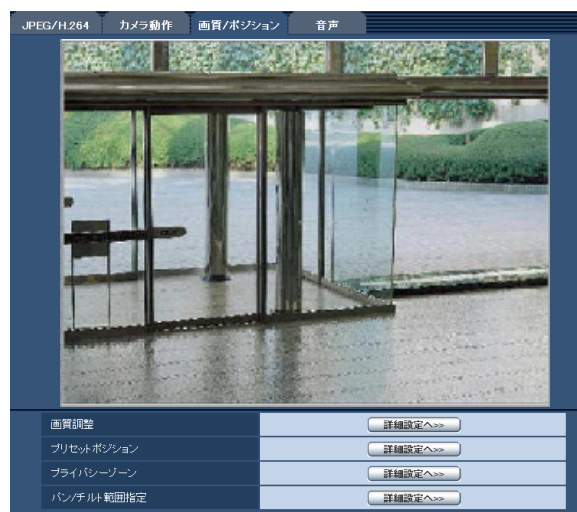 JPEG/H.264 カメラ動作 画質/ポジション 音声
画質調整 詳細設定へ>>
プリセットポジション 詳細設定へ>>
プライバシーゾーン 詳細設定へ>>
パン/チルト範囲指定 詳細設定へ>>